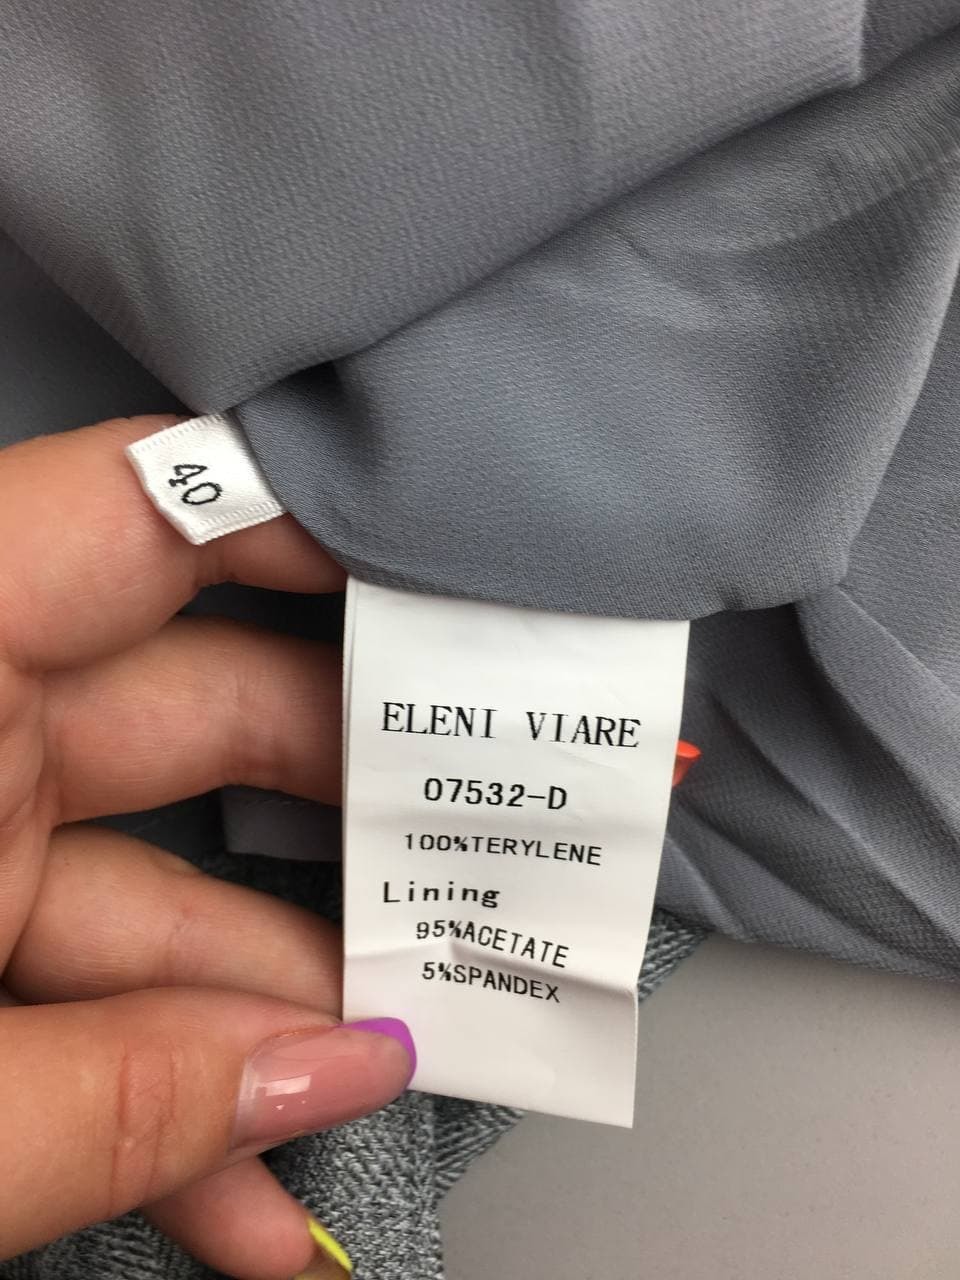 40
ELENI VIARE
07532-D
100%TERYLENE
Lining
95%ACETATE
5%SPANDEX